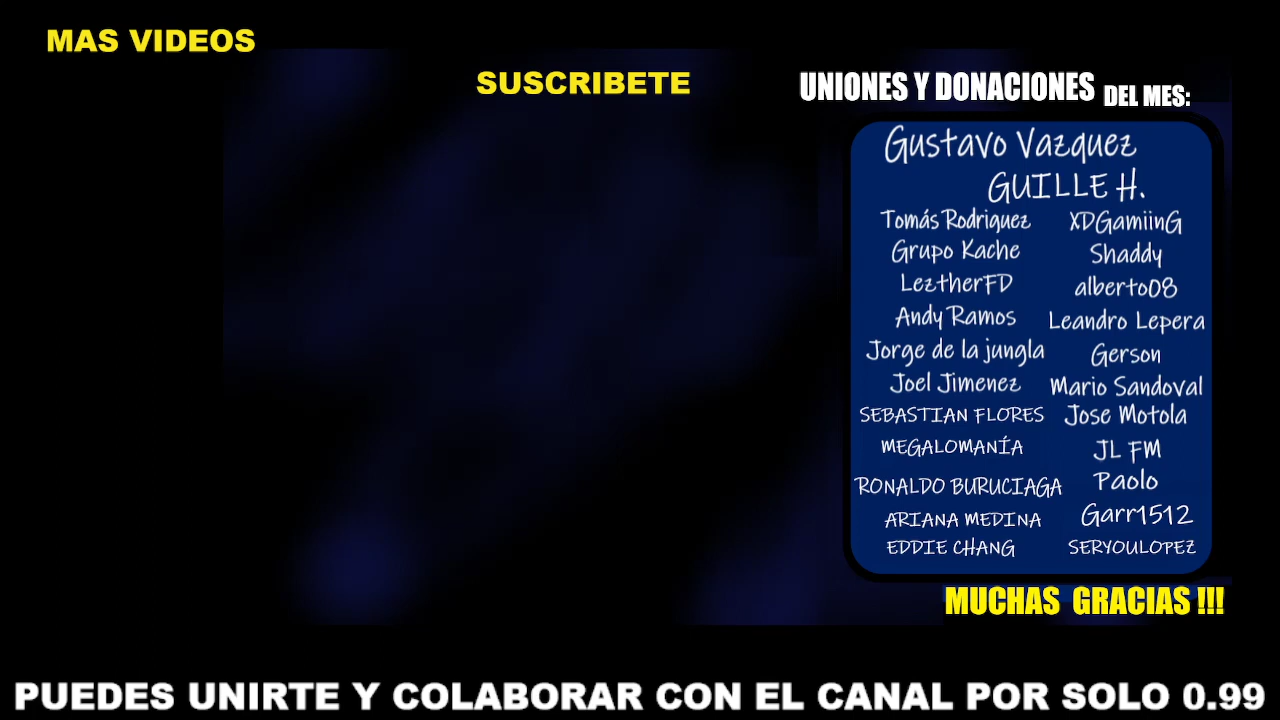 MAS VIDEOS
SUSCRIBETE
UNIONES Y DONACIONES DEL MES:
Gustavo Vazquez
GUILLE H.
Tomás Rodriguez XDGamiinG
Grupo Kache Shaddy
LeztherFD alberto08
Andy Ramos Leandro Lepera
Jorge de la jungla Gerson
Joel Jimenez Mario Sandoval
SEBASTIAN FLORES Jose Motola
MEGALOMANÍA JL FM
RONALDO BURUCIAGA Paolo
ARIANA MEDINA Garr1512
EDDIE CHANG SERYOULOPEZ
MUCHAS GRACIAS !!!
PUEDES UNIRTE Y COLABORAR CON EL CANAL POR SOLO 0.99